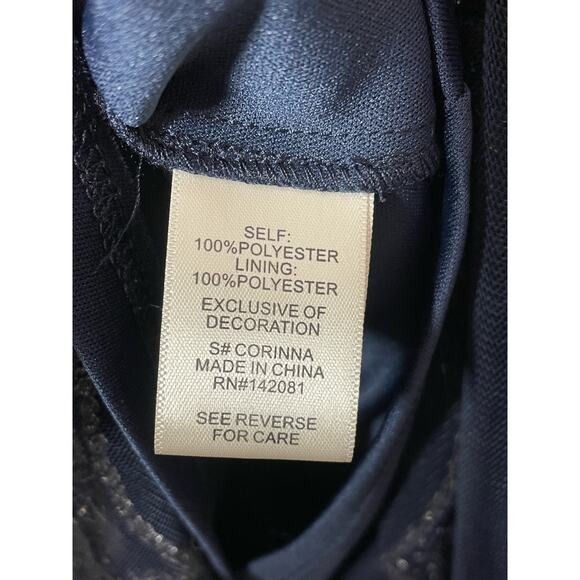 SELF:
100%POLYESTER
LINING:
100%POLYESTER
EXCLUSIVE OF
DECORATION
S# CORINNA
MADE IN CHINA
RN#142081
SEE REVERSE
FOR CARE